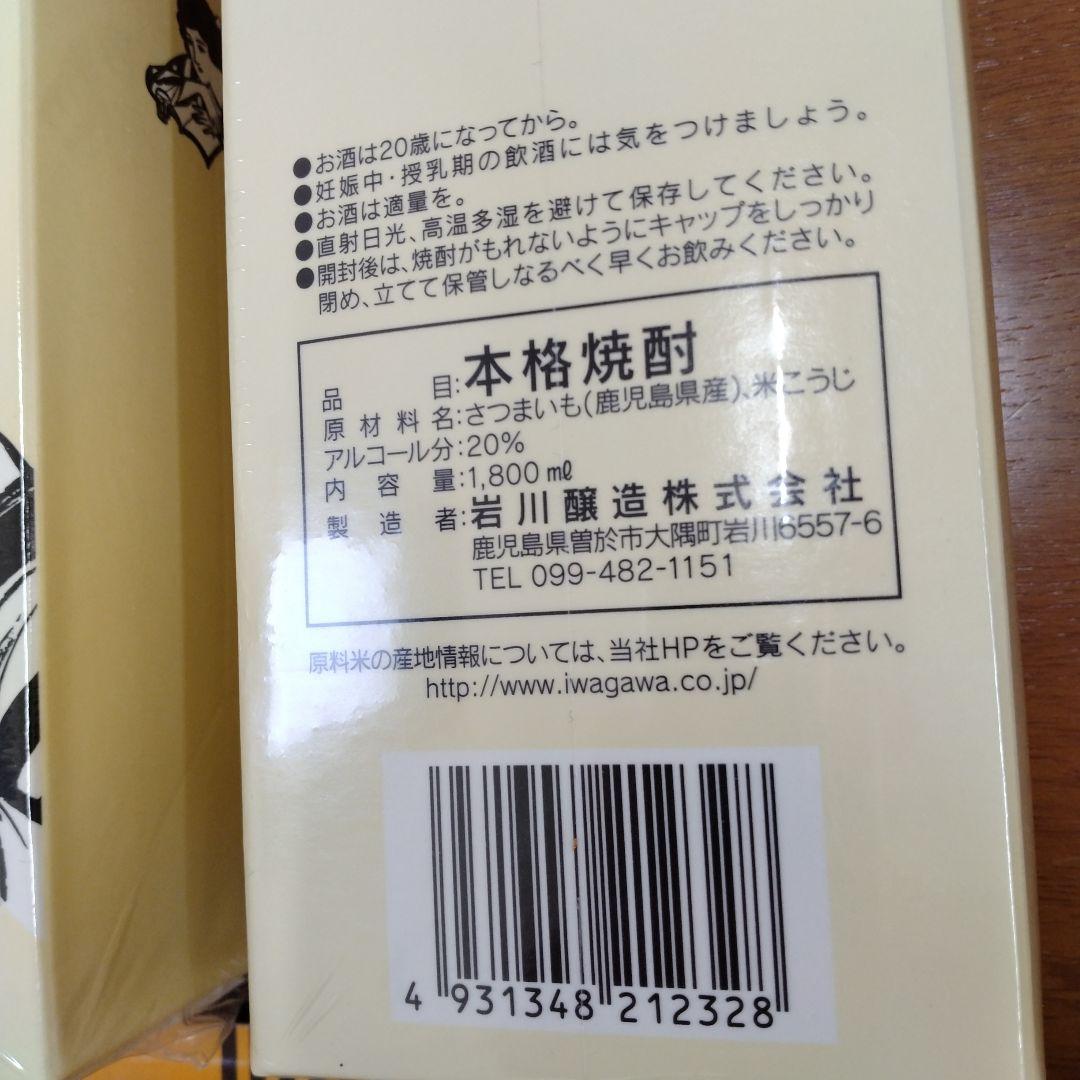 ●お酒は20歳になってから。
●妊娠中・授乳期の飲酒には気をつけましょう。
●お酒は適量を。
●直射日光、高温多湿を避けて保存してください。
●開封後は、焼酎がもれないようにキャップをしっかり
閉め、立てて保管しなるべく早くお飲みください。
品目:本格焼酎
原材料名:さつまいも(鹿児島県産)、米こうじ
アルコール分:20%
内容量:1,800㎖
製造者:岩川醸造株式会社
鹿児島県曽於市大隅町岩川6557-6
TEL 099-482-1151
原料米の産地情報については、当社HPをご覧ください。
http://www.iwagawa.co.jp/
4 931348 212328